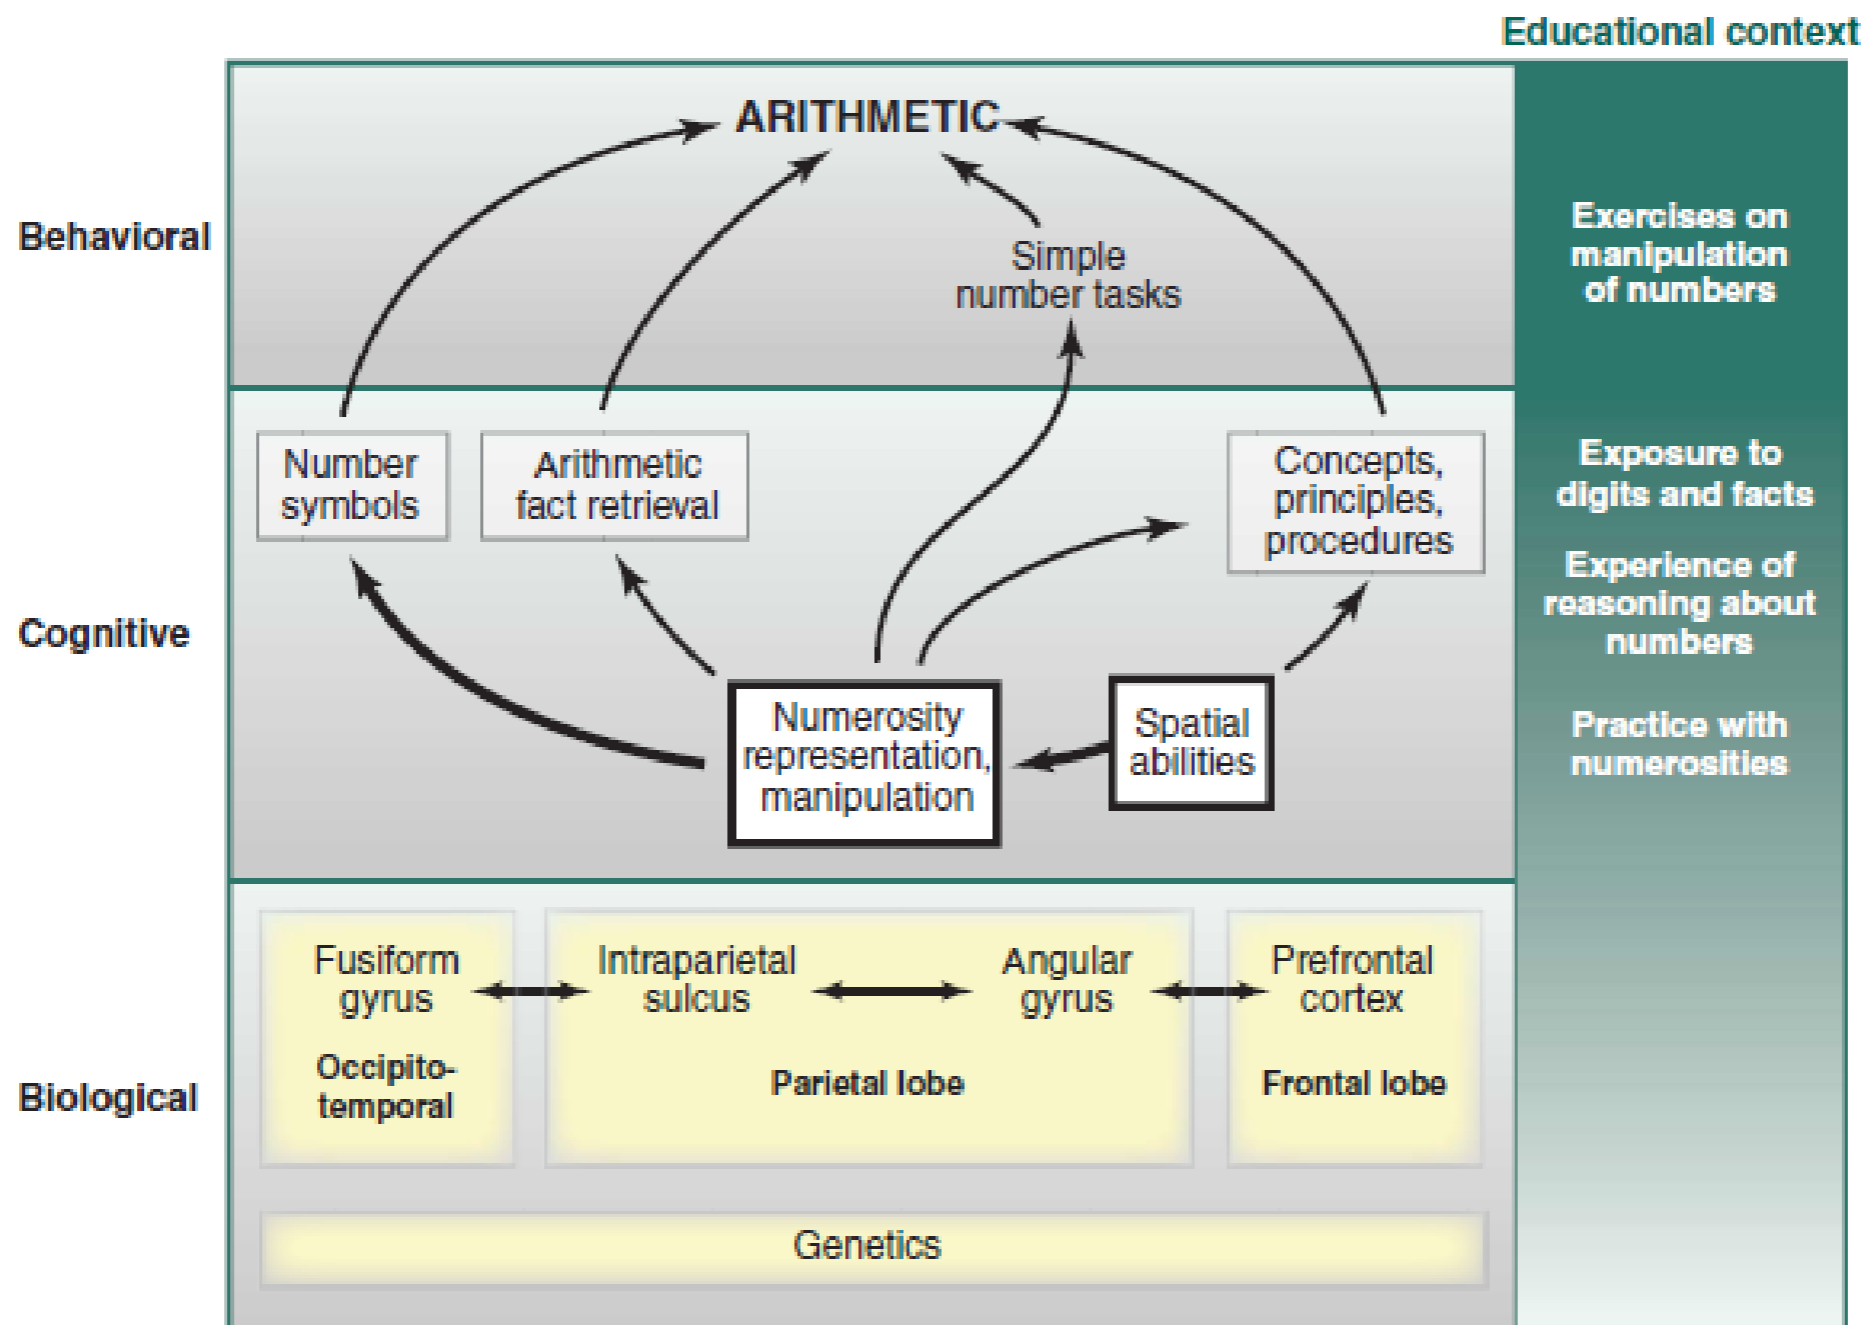 Educational context
ARITHMETIC
Behavioral
Simple
number tasks
Exercises on
manipulation
of numbers
Cognitive
Number
symbols
Arithmetic
fact retrieval
Concepts,
principles,
procedures
Exposure to
digits and facts
Experience of
reasoning about
numbers
Numerosity
representation,
manipulation
Spatial
abilities
Practice with
numerosities
Biological
Fusiform
gyrus
Occipito-
temporal
Intraparietal
sulcus
Angular
gyrus
Parietal lobe
Prefrontal
cortex
Frontal lobe
Genetics